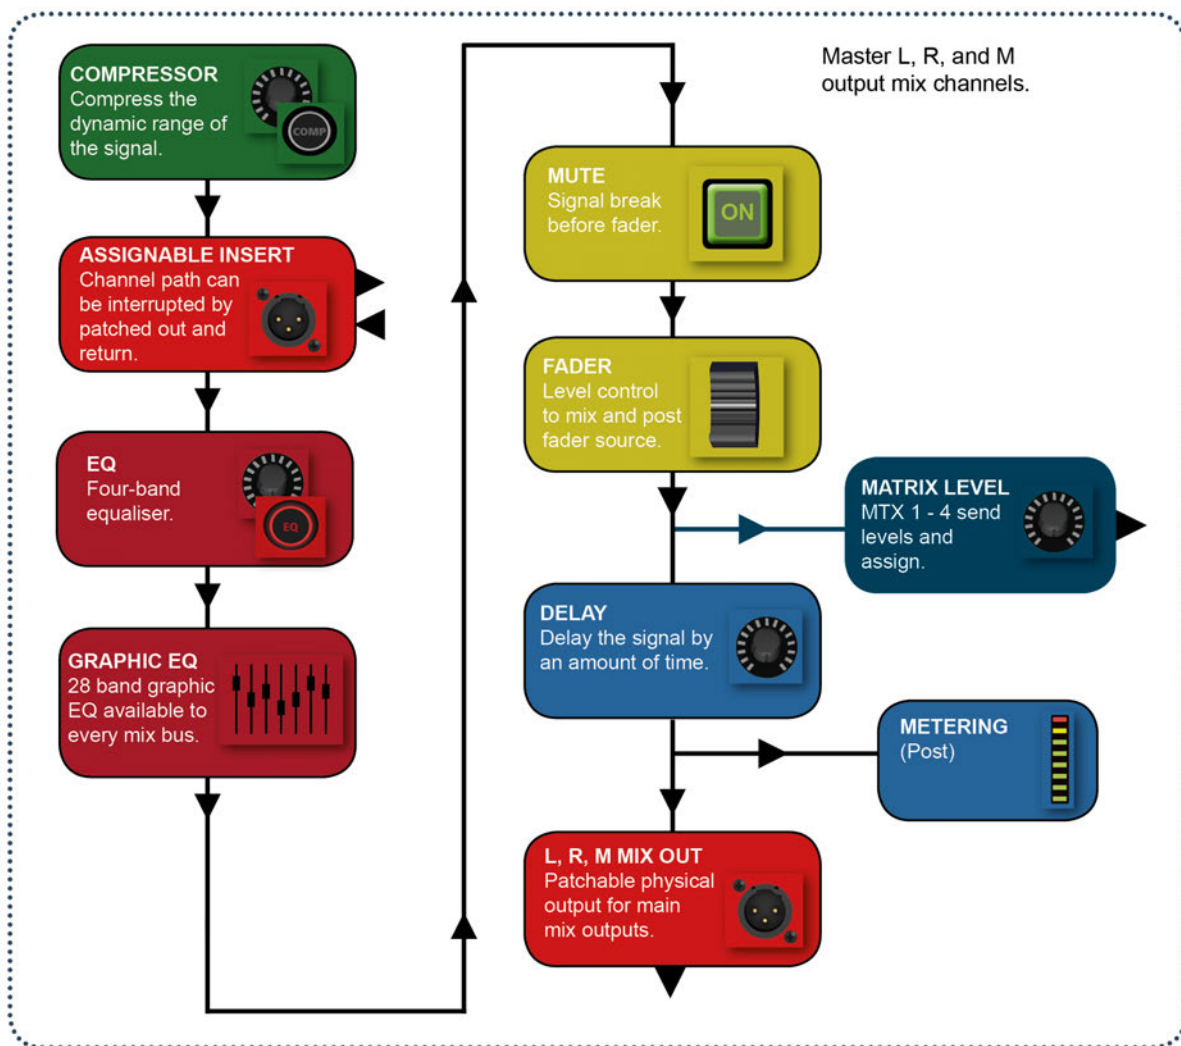 Master L, R, and M
output mix channels.
COMPRESSOR
Compress the
dynamic range of
the signal.
COMP
ASSIGNABLE INSERT
Channel path can
be interrupted by
patched out and
return.
EQ
Four-band
equaliser.
EQ
GRAPHIC EQ
28 band graphic
EQ available to
every mix bus.
MUTE
Signal break
before fader.
ON
FADER
Level control
to mix and post
fader source.
MATRIX LEVEL
MTX 1 - 4 send
levels and
assign.
DELAY
Delay the signal by
an amount of time.
METERING
(Post)
L, R, M MIX OUT
Patchable physical
output for main
mix outputs.